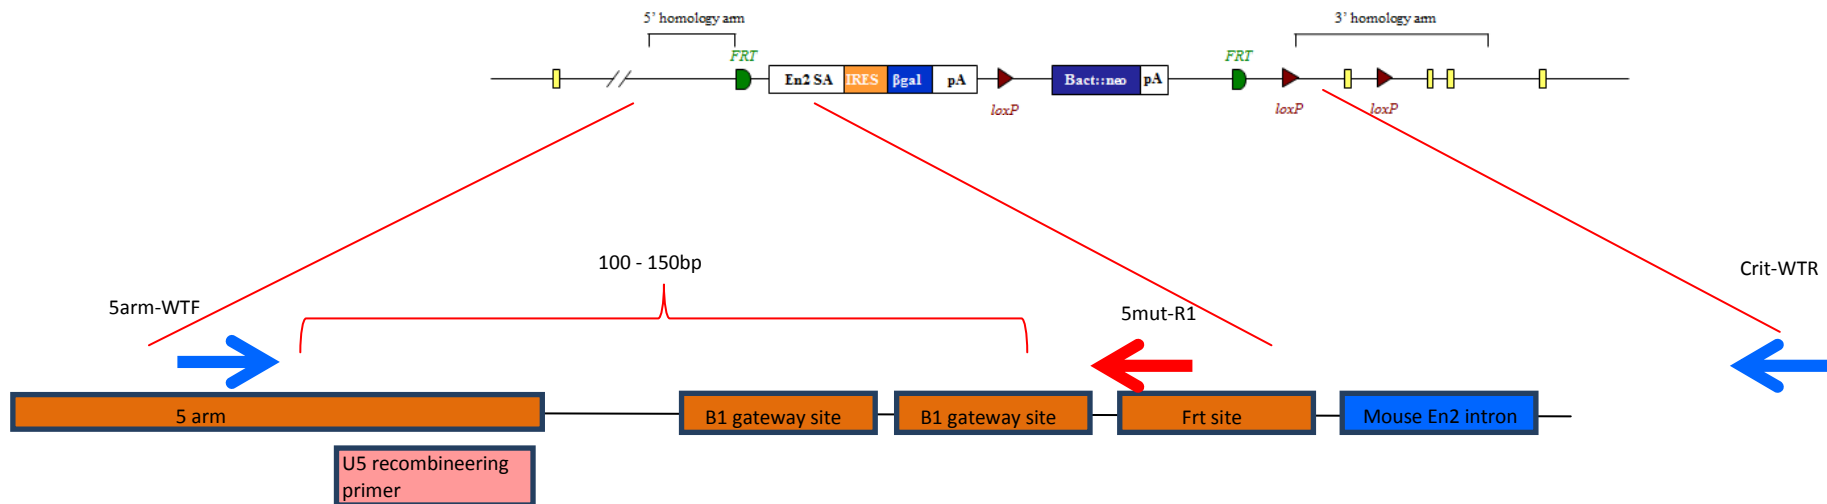 5' homology arm
3' homology arm
FRT
FRT
En2 SA
IRES
βgal
pA
Bact::neo
pA
loxP
loxP
loxP
100 - 150bp
Crit-WTR
5arm-WTF
5mut-R1
5 arm
B1 gateway site
B1 gateway site
Frt site
Mouse En2 intron
U5 recombineering
primer